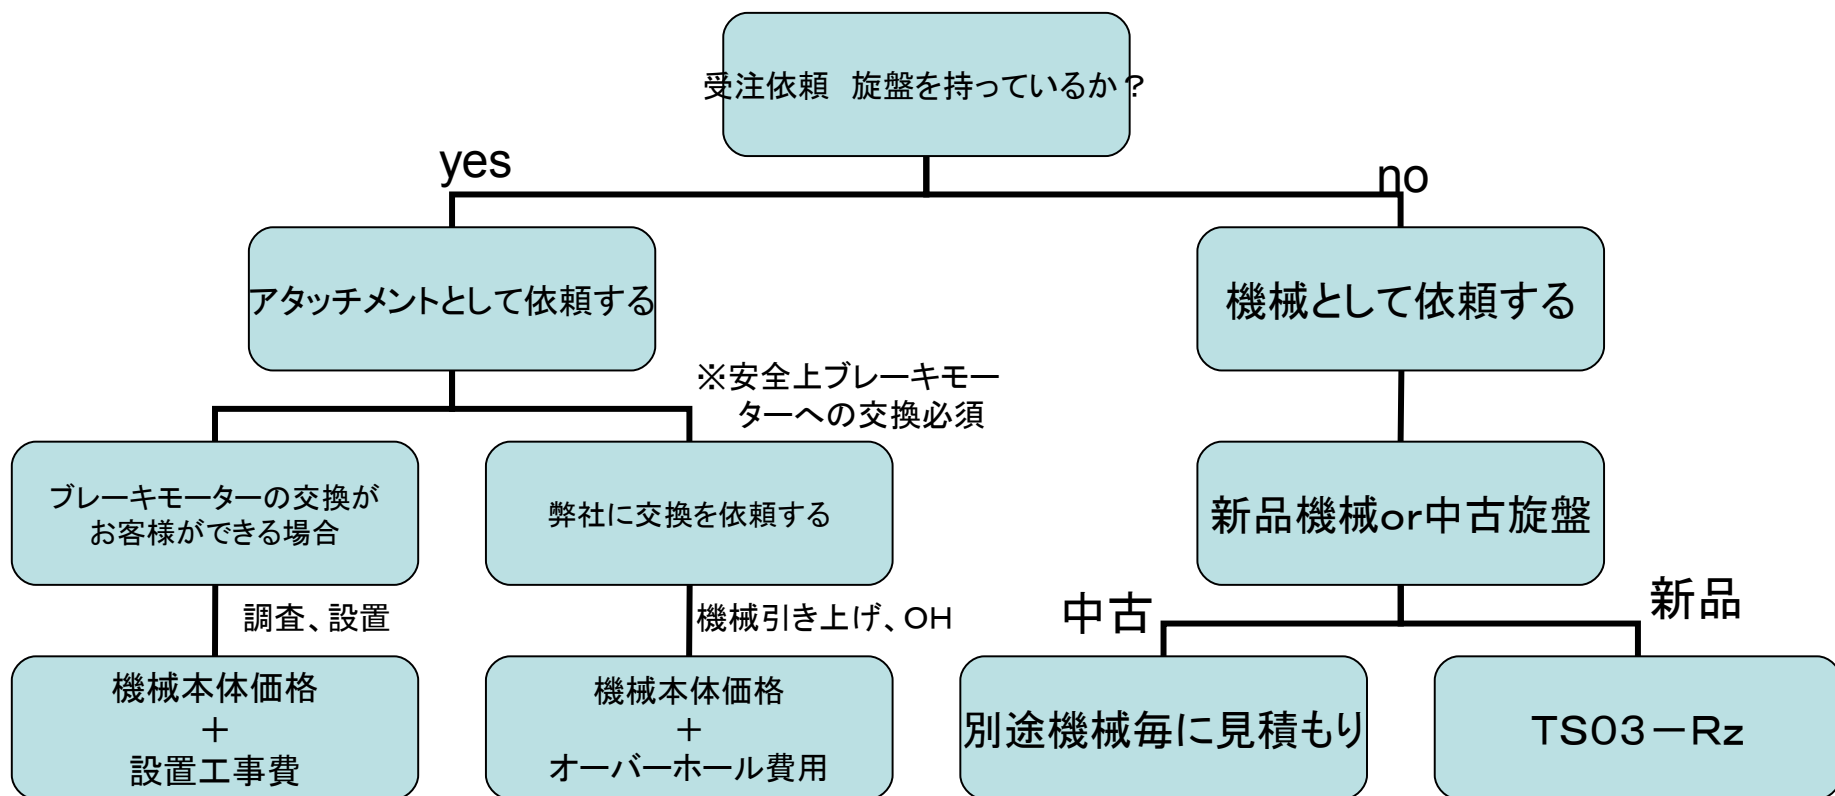 受注依頼　旋盤を持っているか？
yes
no
アタッチメントとして依頼する
機械として依頼する
※安全上ブレーキモー
ターへの交換必須
ブレーキモーターの交換が
お客様ができる場合
弊社に交換を依頼する
新品機械or中古旋盤
調査、設置
機械引き上げ、OH
中古
新品
機械本体価格
＋
設置工事費
機械本体価格
＋
オーバーホール費用
別途機械毎に見積もり
TS03－Rz